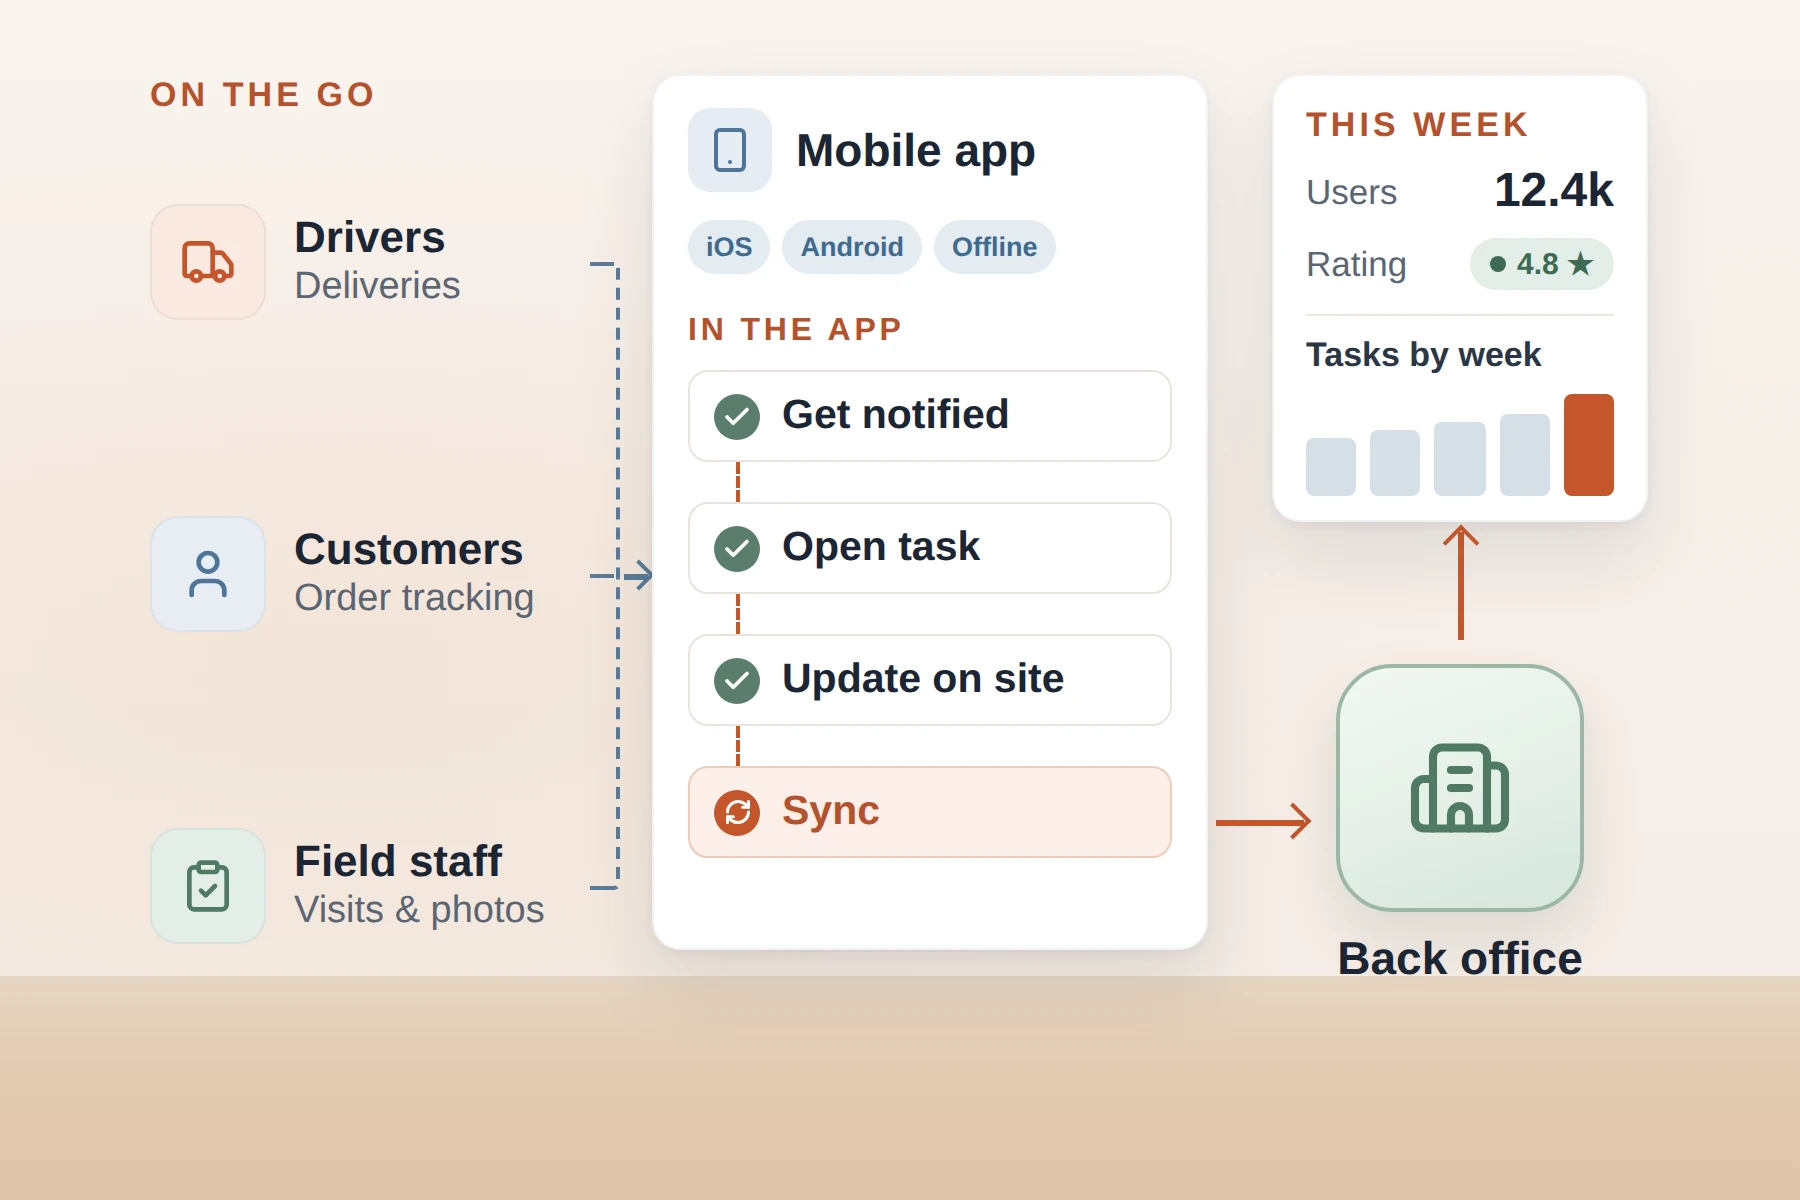 ON THE GO
Drivers
Deliveries
Customers
Order tracking
Field staff
Visits & photos
Mobile app
iOS
Android
Offline
IN THE APP
Get notified
Open task
Update on site
Sync
THIS WEEK
Users 12.4k
Rating 4.8 ★
Tasks by week
Back office